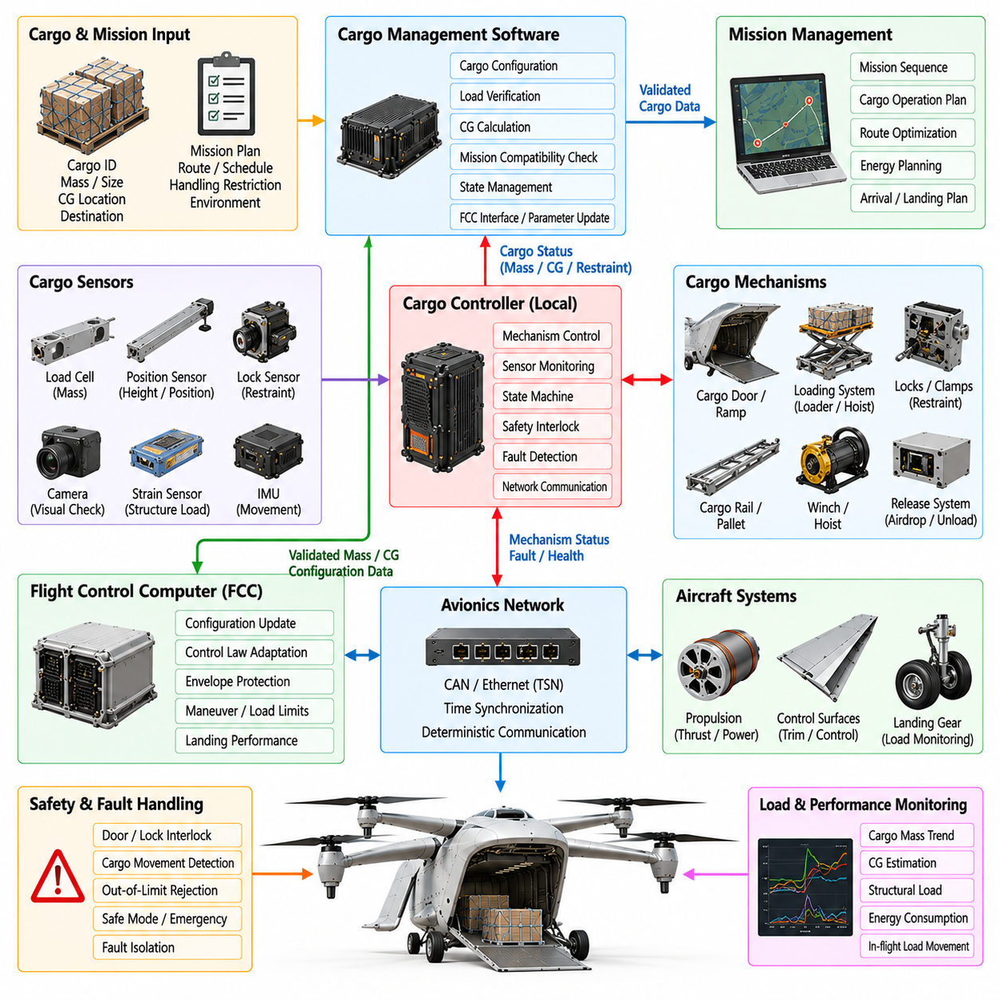 Cargo & Mission Input
Cargo ID
Mass / Size
CG Location
Destination
Mission Plan
Route / Schedule
Handling Restriction
Environment
Cargo Management Software
Cargo Configuration
Load Verification
CG Calculation
Mission Compatibility Check
State Management
FCC Interface / Parameter Update
Validated
Cargo Data
Mission Management
Mission Sequence
Cargo Operation Plan
Route Optimization
Energy Planning
Arrival / Landing Plan
Cargo Status
(Mass / CG / Restraint)
Cargo Sensors
Load Cell
(Mass)
Position Sensor
(Height / Position)
Lock Sensor
(Restraint)
Camera
(Visual Check)
Strain Sensor
(Structure Load)
IMU
(Movement)
Cargo Controller (Local)
Mechanism Control
Sensor Monitoring
State Machine
Safety Interlock
Fault Detection
Network Communication
Cargo Mechanisms
Cargo Door /
Ramp
Loading System
(Loader / Hoist)
Locks / Clamps
(Restraint)
Cargo Rail /
Pallet
Winch /
Hoist
Release System
(Airdrop / Unload)
Validated Mass / CG
Configuration Data
Mechanism Status
Fault / Health
Flight Control Computer (FCC)
Configuration Update
Control Law Adaptation
Envelope Protection
Maneuver / Load Limits
Landing Performance
Avionics Network
CAN / Ethernet (TSN)
Time Synchronization
Deterministic Communication
Aircraft Systems
Propulsion
(Thrust / Power)
Control Surfaces
(Trim / Control)
Landing Gear
(Load Monitoring)
Safety & Fault Handling
Door / Lock Interlock
Cargo Movement Detection
Out-of-Limit Rejection
Safe Mode / Emergency
Fault Isolation
Load & Performance Monitoring
Cargo Mass Trend
CG Estimation
Structural Load
Energy Consumption
In-flight Load Movement